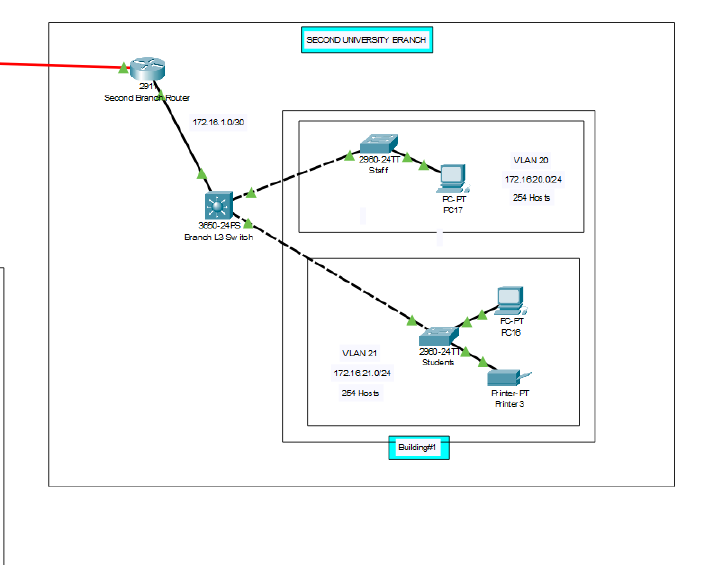 SECOND UNIVERSITY BRANCH
291
Second Branch Router
172.16.1.0/30
2960-24TT
Staff
VLAN 20
172.16.20.0/24
254 Hosts
PC-PT
PC17
3650-24PS
Branch L3 Switch
PC-PT
PC16
VLAN 21
172.16.21.0/24
254 Hosts
2960-24TT
Students
Printer-PT
Printer3
Building#1